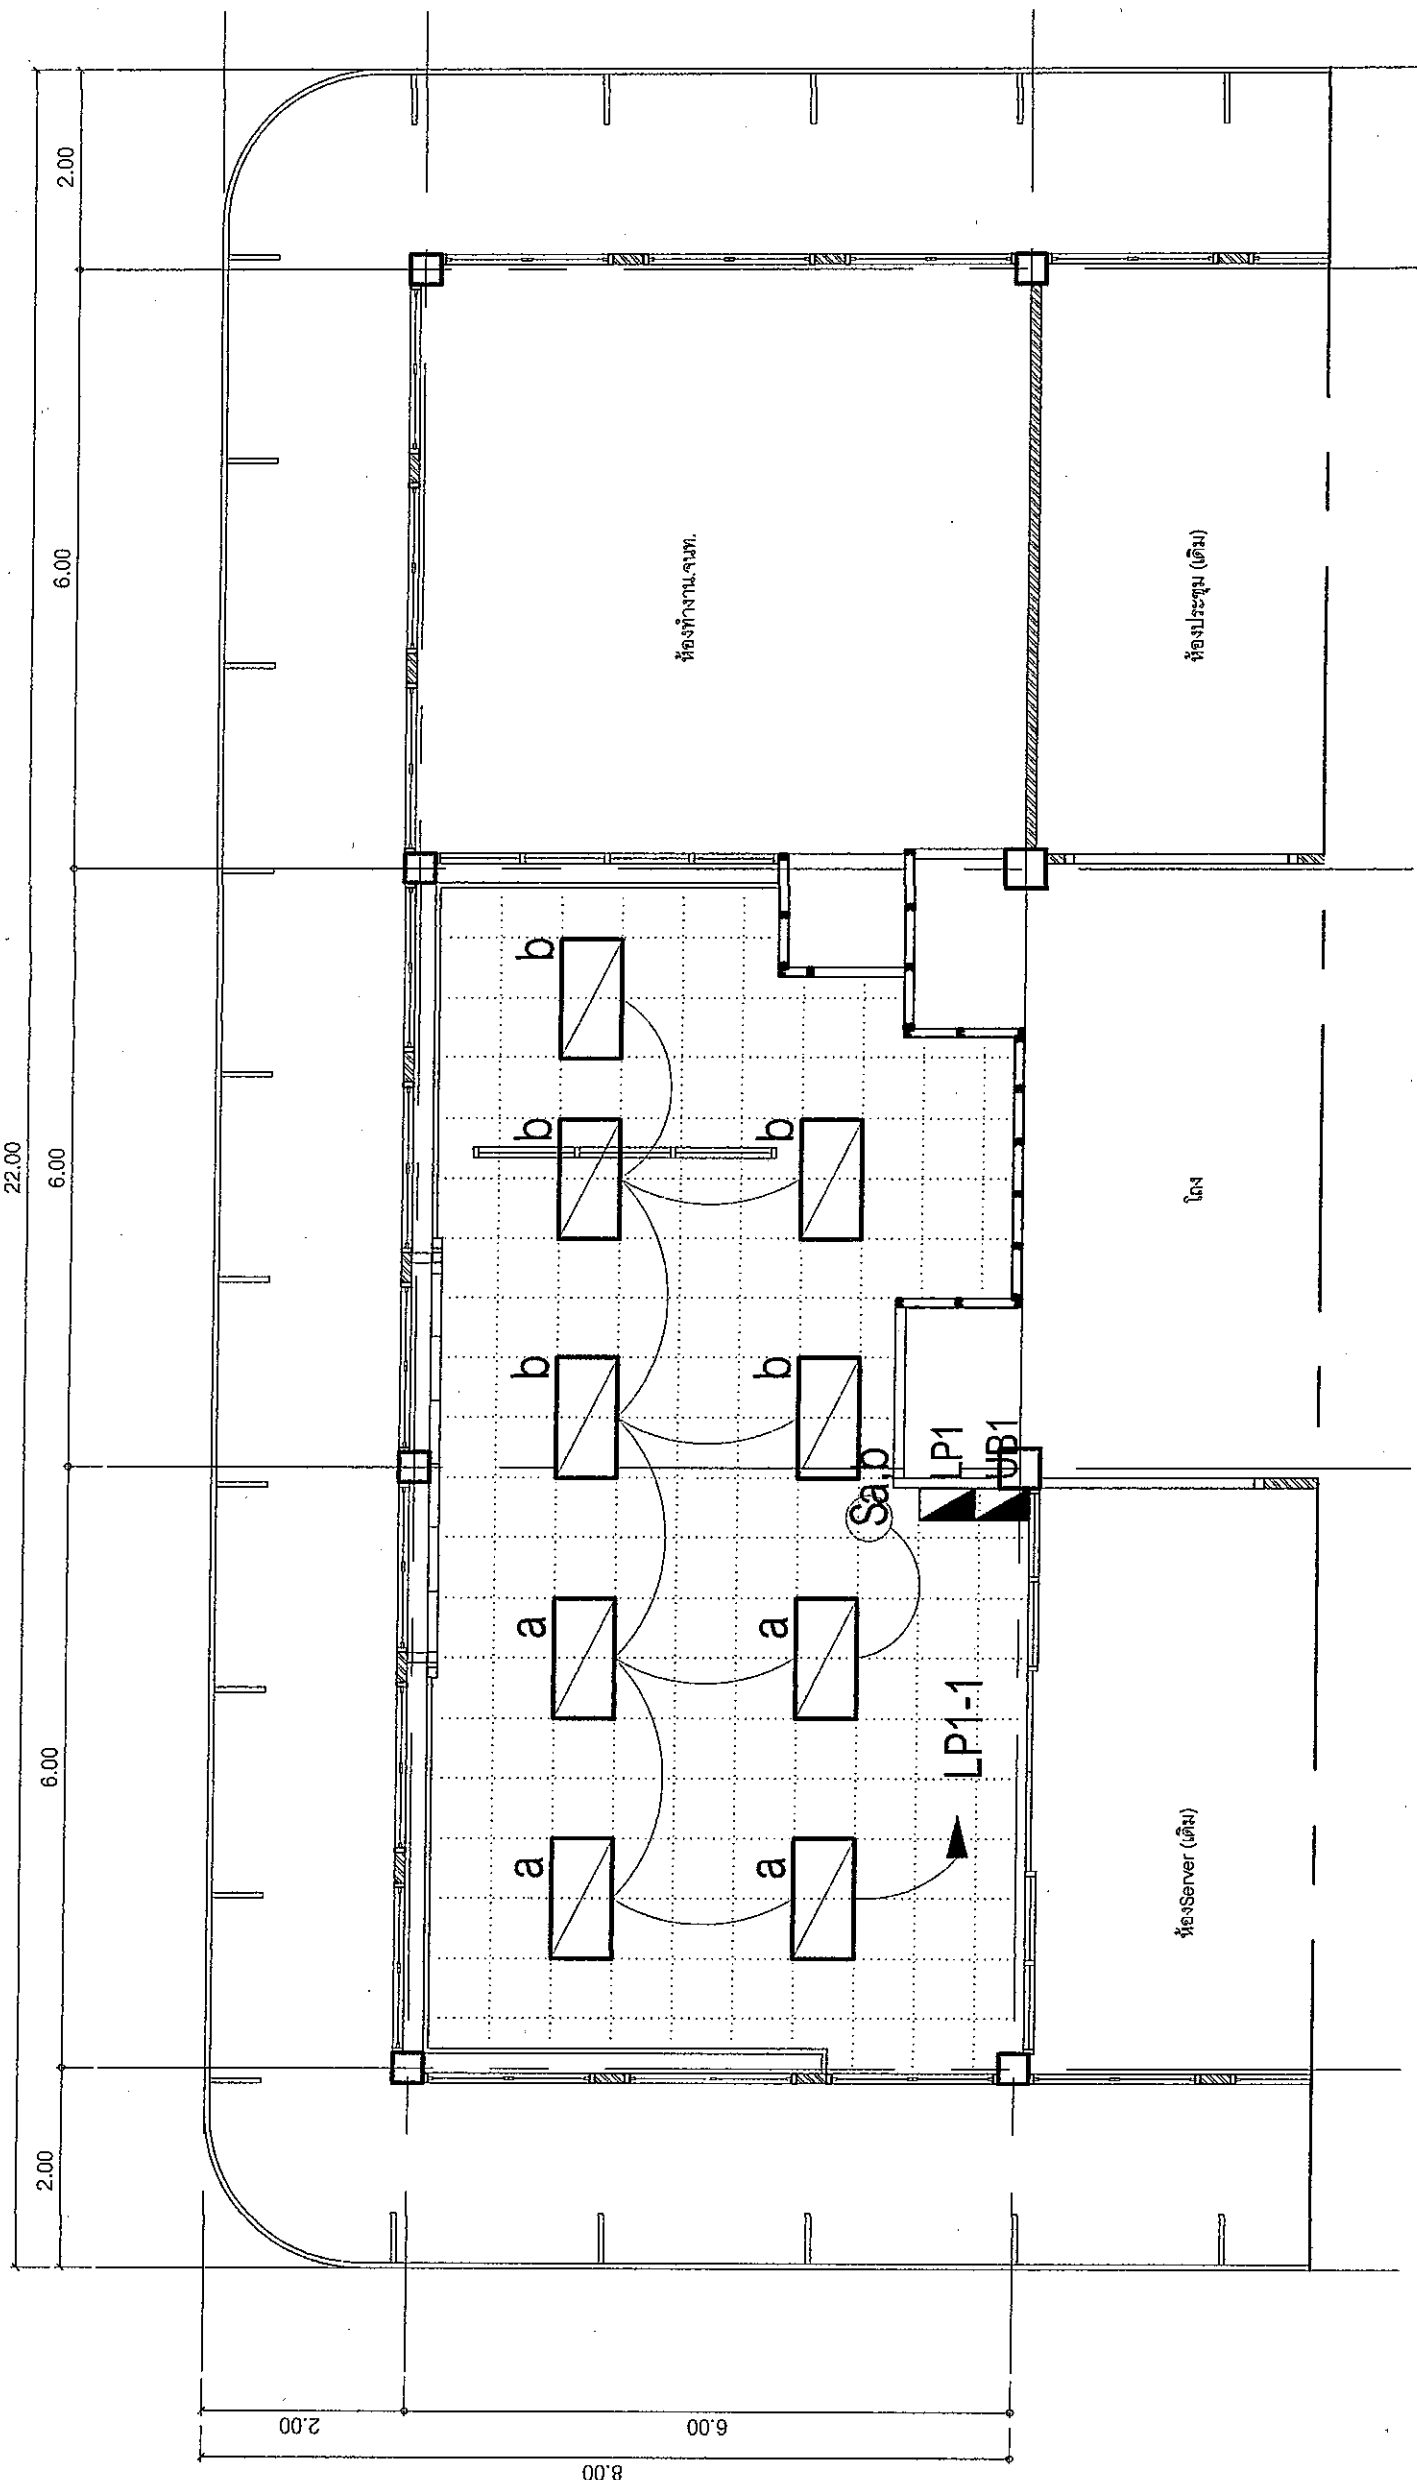 22.00
2.00
6.00
6.00
6.00
2.00
8.00
2.00
6.00
a
a
b
b
b
a
a
b
b
Sa,b
LP1
UB1
LP1-1
ห้องทำงาน.จนท.
ห้องServer (เดิม)
โถง
ห้องประชุม (เดิม)